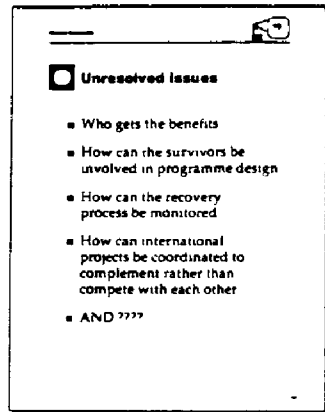 Unresolved issues
Who gets the benefits
How can the survivors be
involved in programme design
How can the recovery
process be monitored
How can international
projects be coordinated to
complement rather than
compete with each other
AND ????